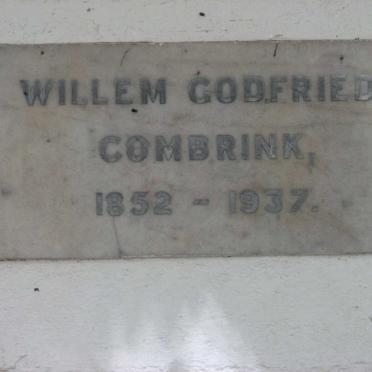 WILLEM GODFRIED
COMBRINK,
1852 - 1937.